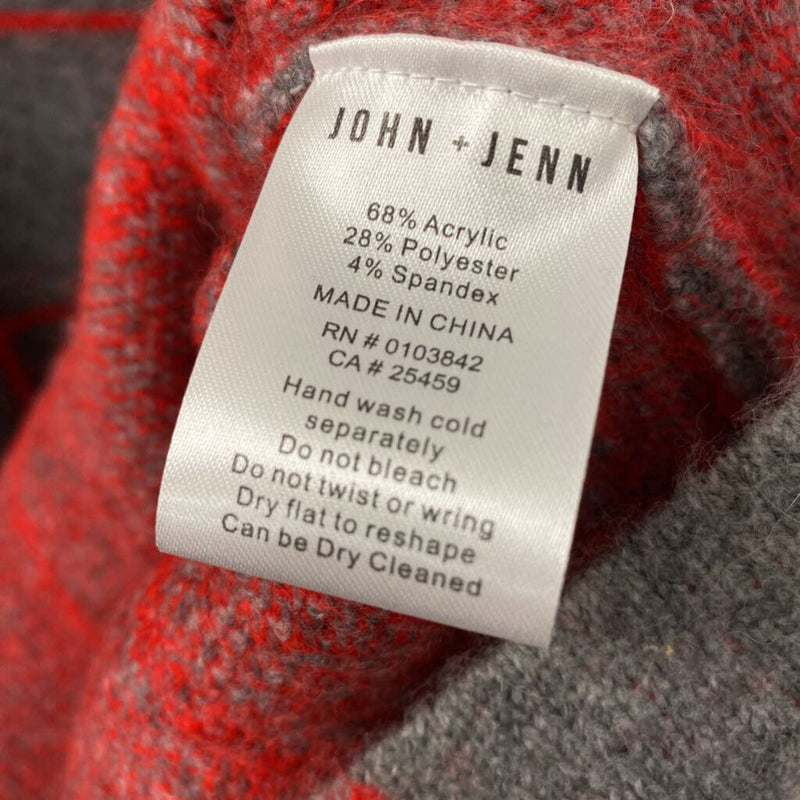 JOHN + JENN
68% Acrylic
28% Polyester
4% Spandex
MADE IN CHINA
RN # 0103842
CA # 25459
Hand wash cold
separately
Do not bleach
Do not twist or wring
Dry flat to reshape
Can be Dry Cleaned